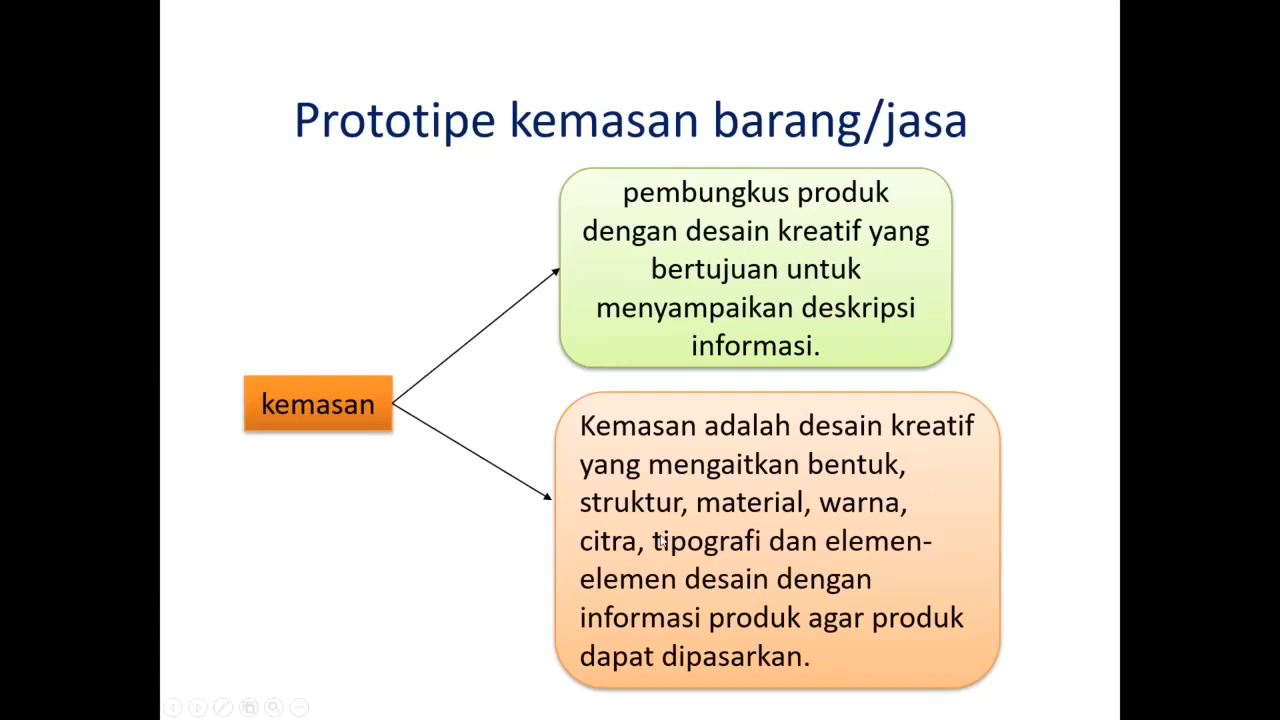 Prototipe kemasan barang/jasa
pembungkus produk
dengan desain kreatif yang
bertujuan untuk
menyampaikan deskripsi
informasi.
kemasan
Kemasan adalah desain kreatif
yang mengaitkan bentuk,
struktur, material, warna,
citra, tipografi dan elemen-
elemen desain dengan
informasi produk agar produk
dapat dipasarkan.